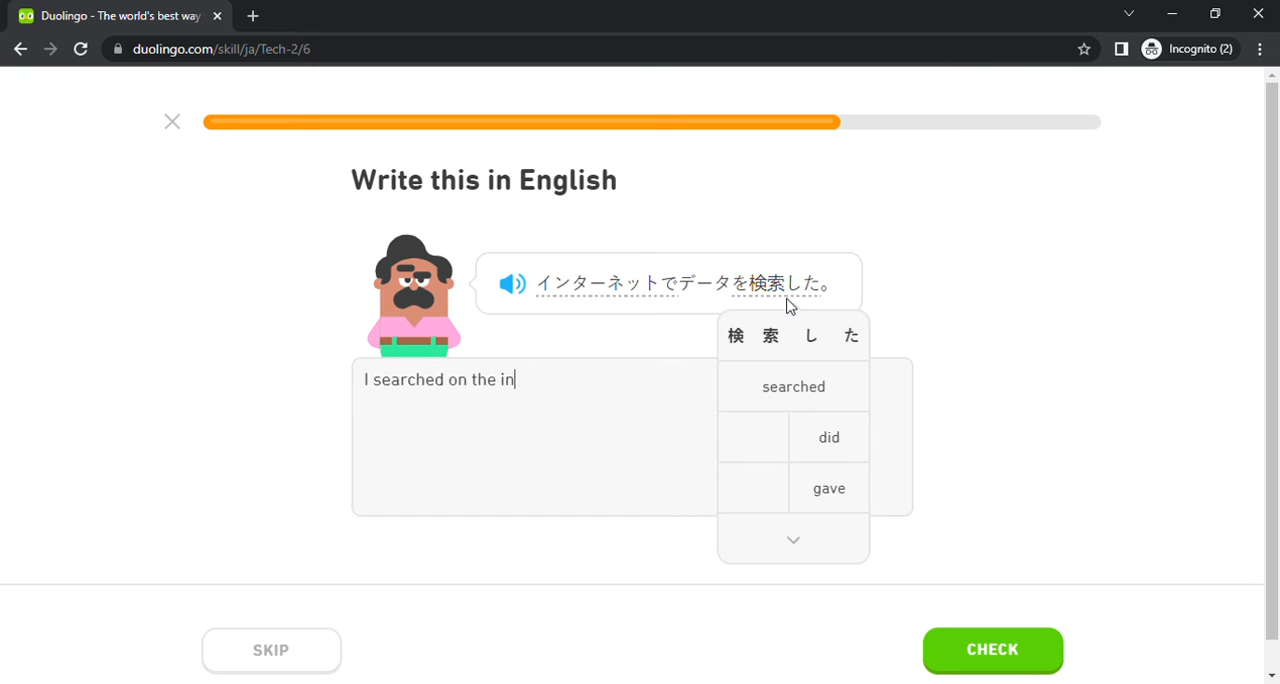 Duolingo - The world's best way
duolingo.com/skill/ja/Tech-2/6
Incognito (2)
Write this in English
インターネットでデータを検索した。
検 索 し た
I searched on the in
searched
did
gave
SKIP
CHECK